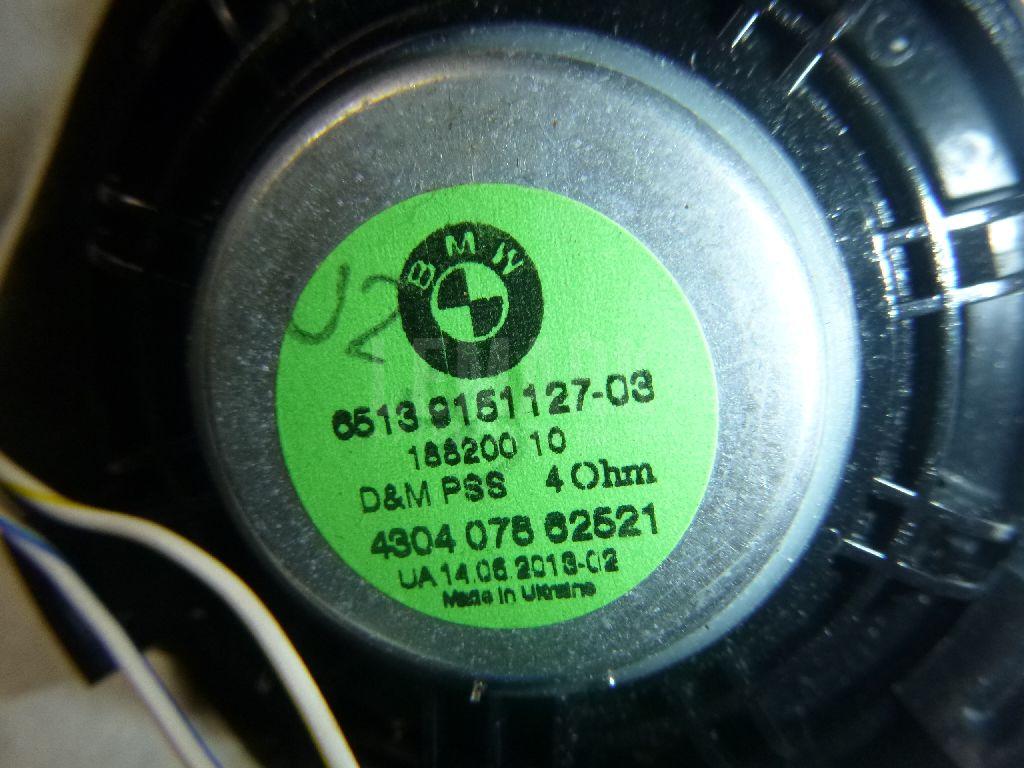 BMW
U2
6513 9151127-03
188200 10
D&M PSS 4 Ohm
4304 078 82521
UA 14.06.2013-02
Made in Ukraine